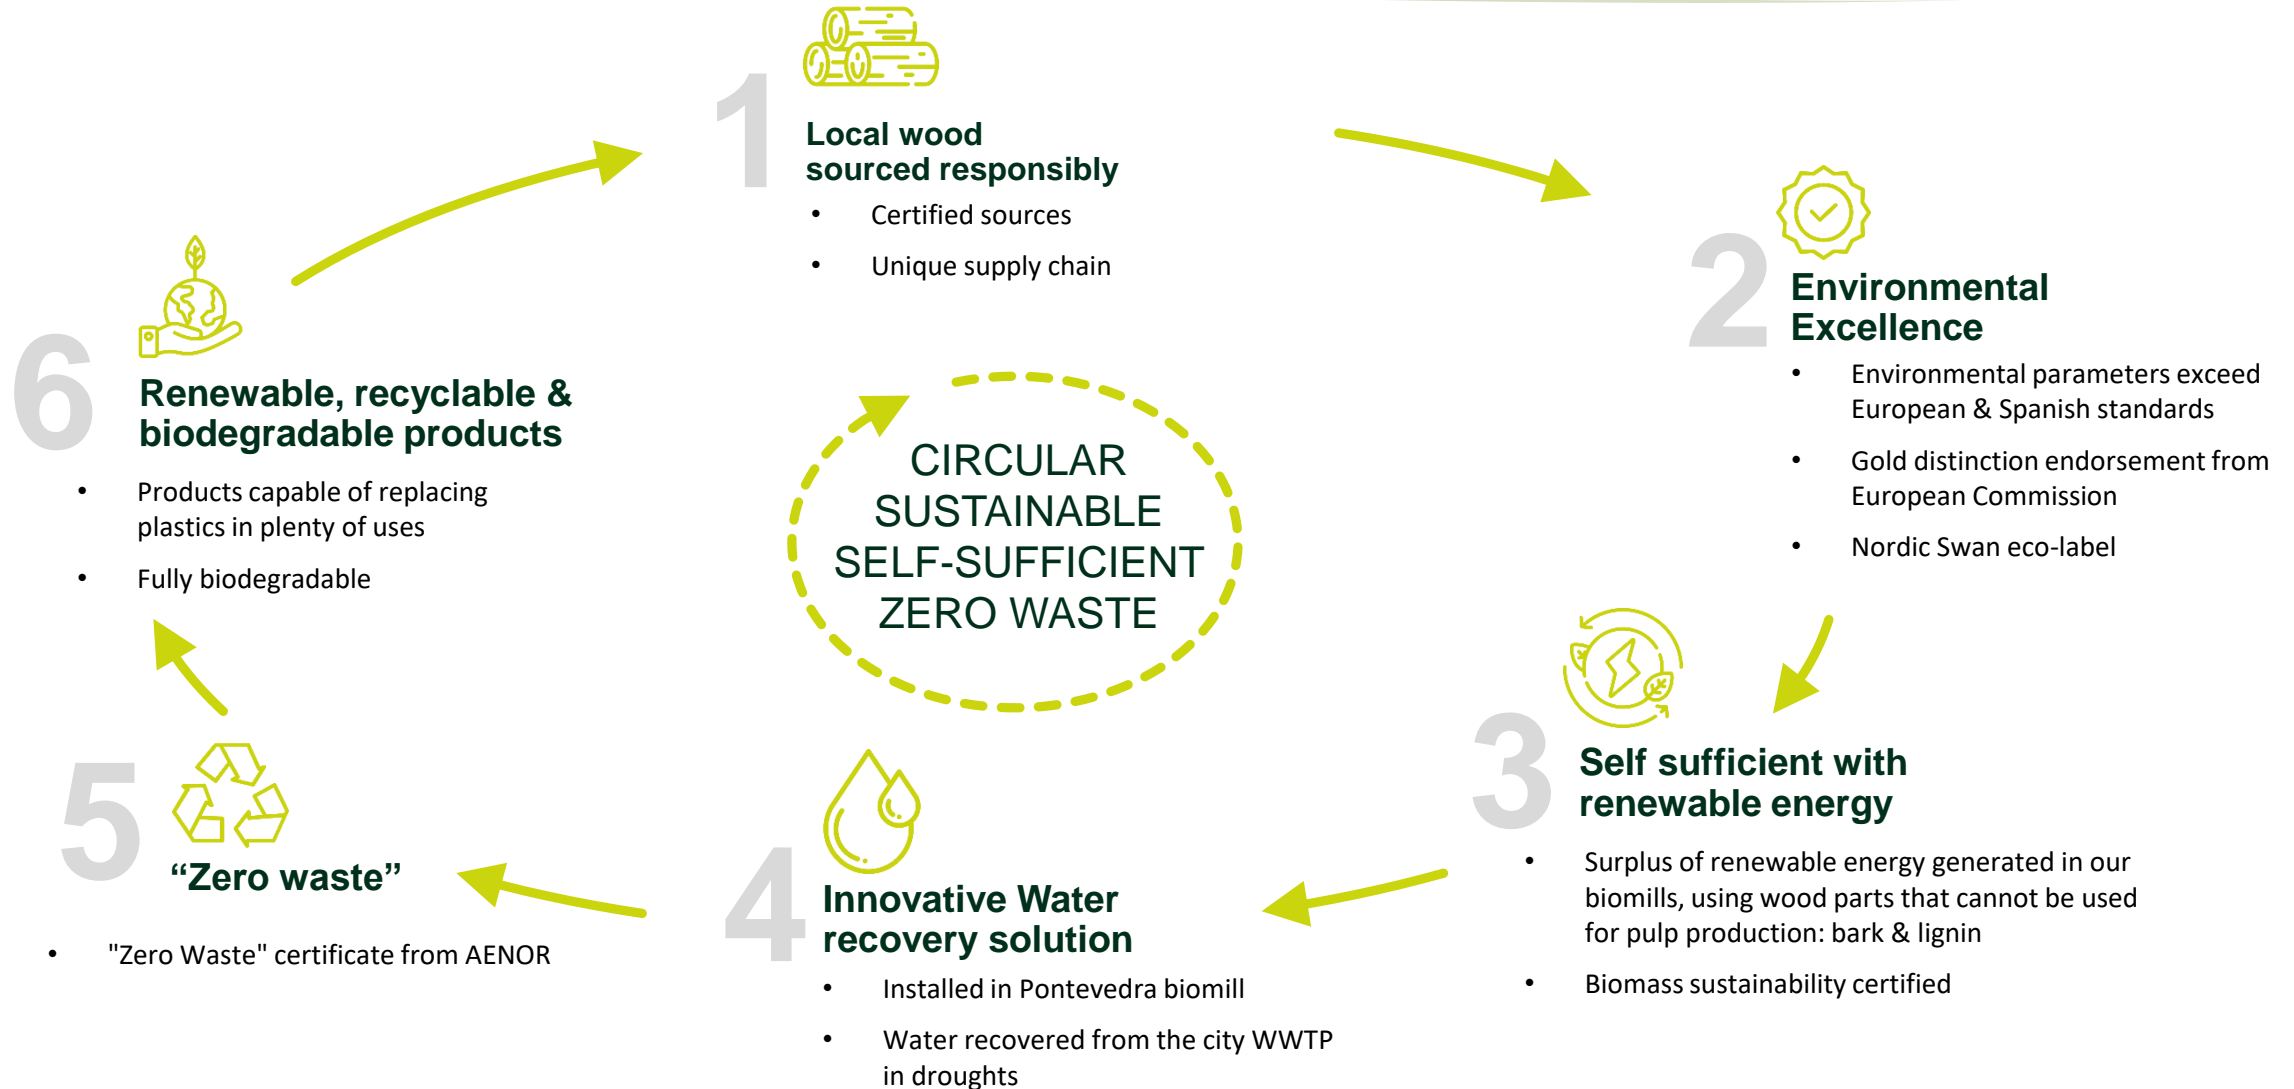 1
Local wood
sourced responsibly
• Certified sources
• Unique supply chain
2
Environmental
Excellence
• Environmental parameters exceed
European & Spanish standards
• Gold distinction endorsement from
European Commission
• Nordic Swan eco-label
3
Self sufficient with
renewable energy
• Surplus of renewable energy generated in our
biomills, using wood parts that cannot be used
for pulp production: bark & lignin
• Biomass sustainability certified
4
Innovative Water
recovery solution
• Installed in Pontevedra biomill
• Water recovered from the city WWTP
in droughts
5
“Zero waste”
• "Zero Waste" certificate from AENOR
6
Renewable, recyclable &
biodegradable products
• Products capable of replacing
plastics in plenty of uses
• Fully biodegradable
CIRCULAR
SUSTAINABLE
SELF-SUFFICIENT
ZERO WASTE